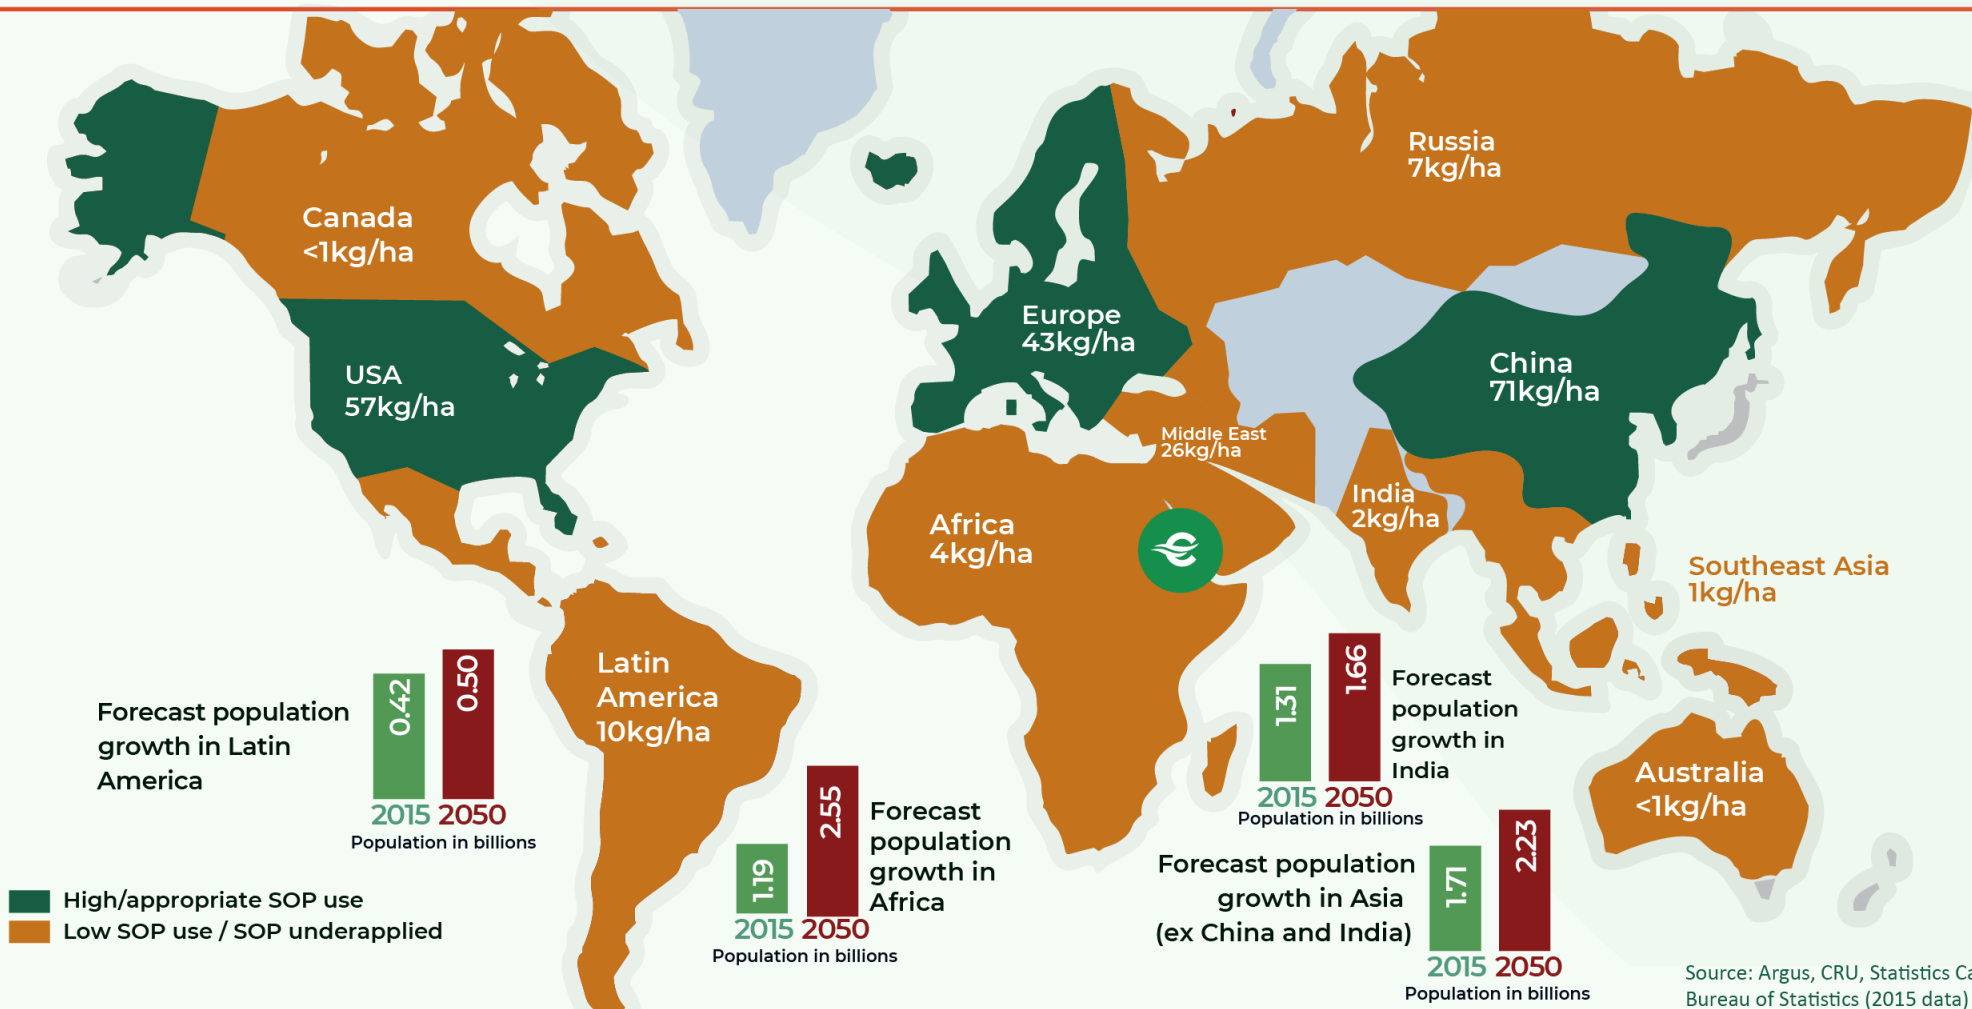 Canada
<1kg/ha
USA
57kg/ha
Europe
43kg/ha
Russia
7kg/ha
China
71kg/ha
Middle East
26kg/ha
India
2kg/ha
Africa
4kg/ha
Southeast Asia
1kg/ha
Latin
America
10kg/ha
Australia
<1kg/ha
Forecast population
growth in Latin
America
0.42
0.50
2015 2050
Population in billions
1.19
2.55
2015 2050
Population in billions
Forecast
population
growth in
Africa
1.31
1.66
2015 2050
Population in billions
Forecast
population
growth in
India
Forecast population
growth in Asia
(ex China and India)
1.71
2.23
2015 2050
Population in billions
High/appropriate SOP use
Low SOP use / SOP underapplied
Source: Argus, CRU, Statistics
Bureau of Statistics (2015 data)